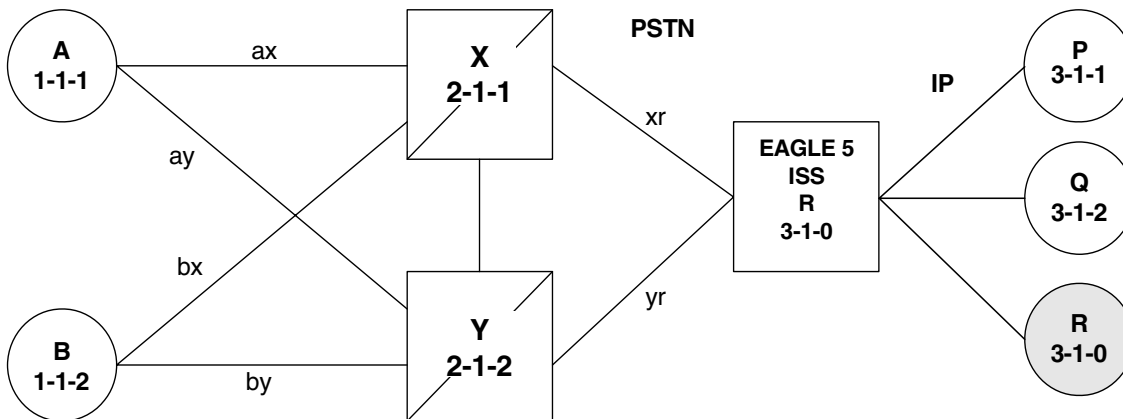 A
1-1-1
ax
X
2-1-1
PSTN
P
3-1-1
IP
xr
ay
EAGLE 5
ISS
R
3-1-0
Q
3-1-2
bx
yr
B
1-1-2
by
Y
2-1-2
R
3-1-0